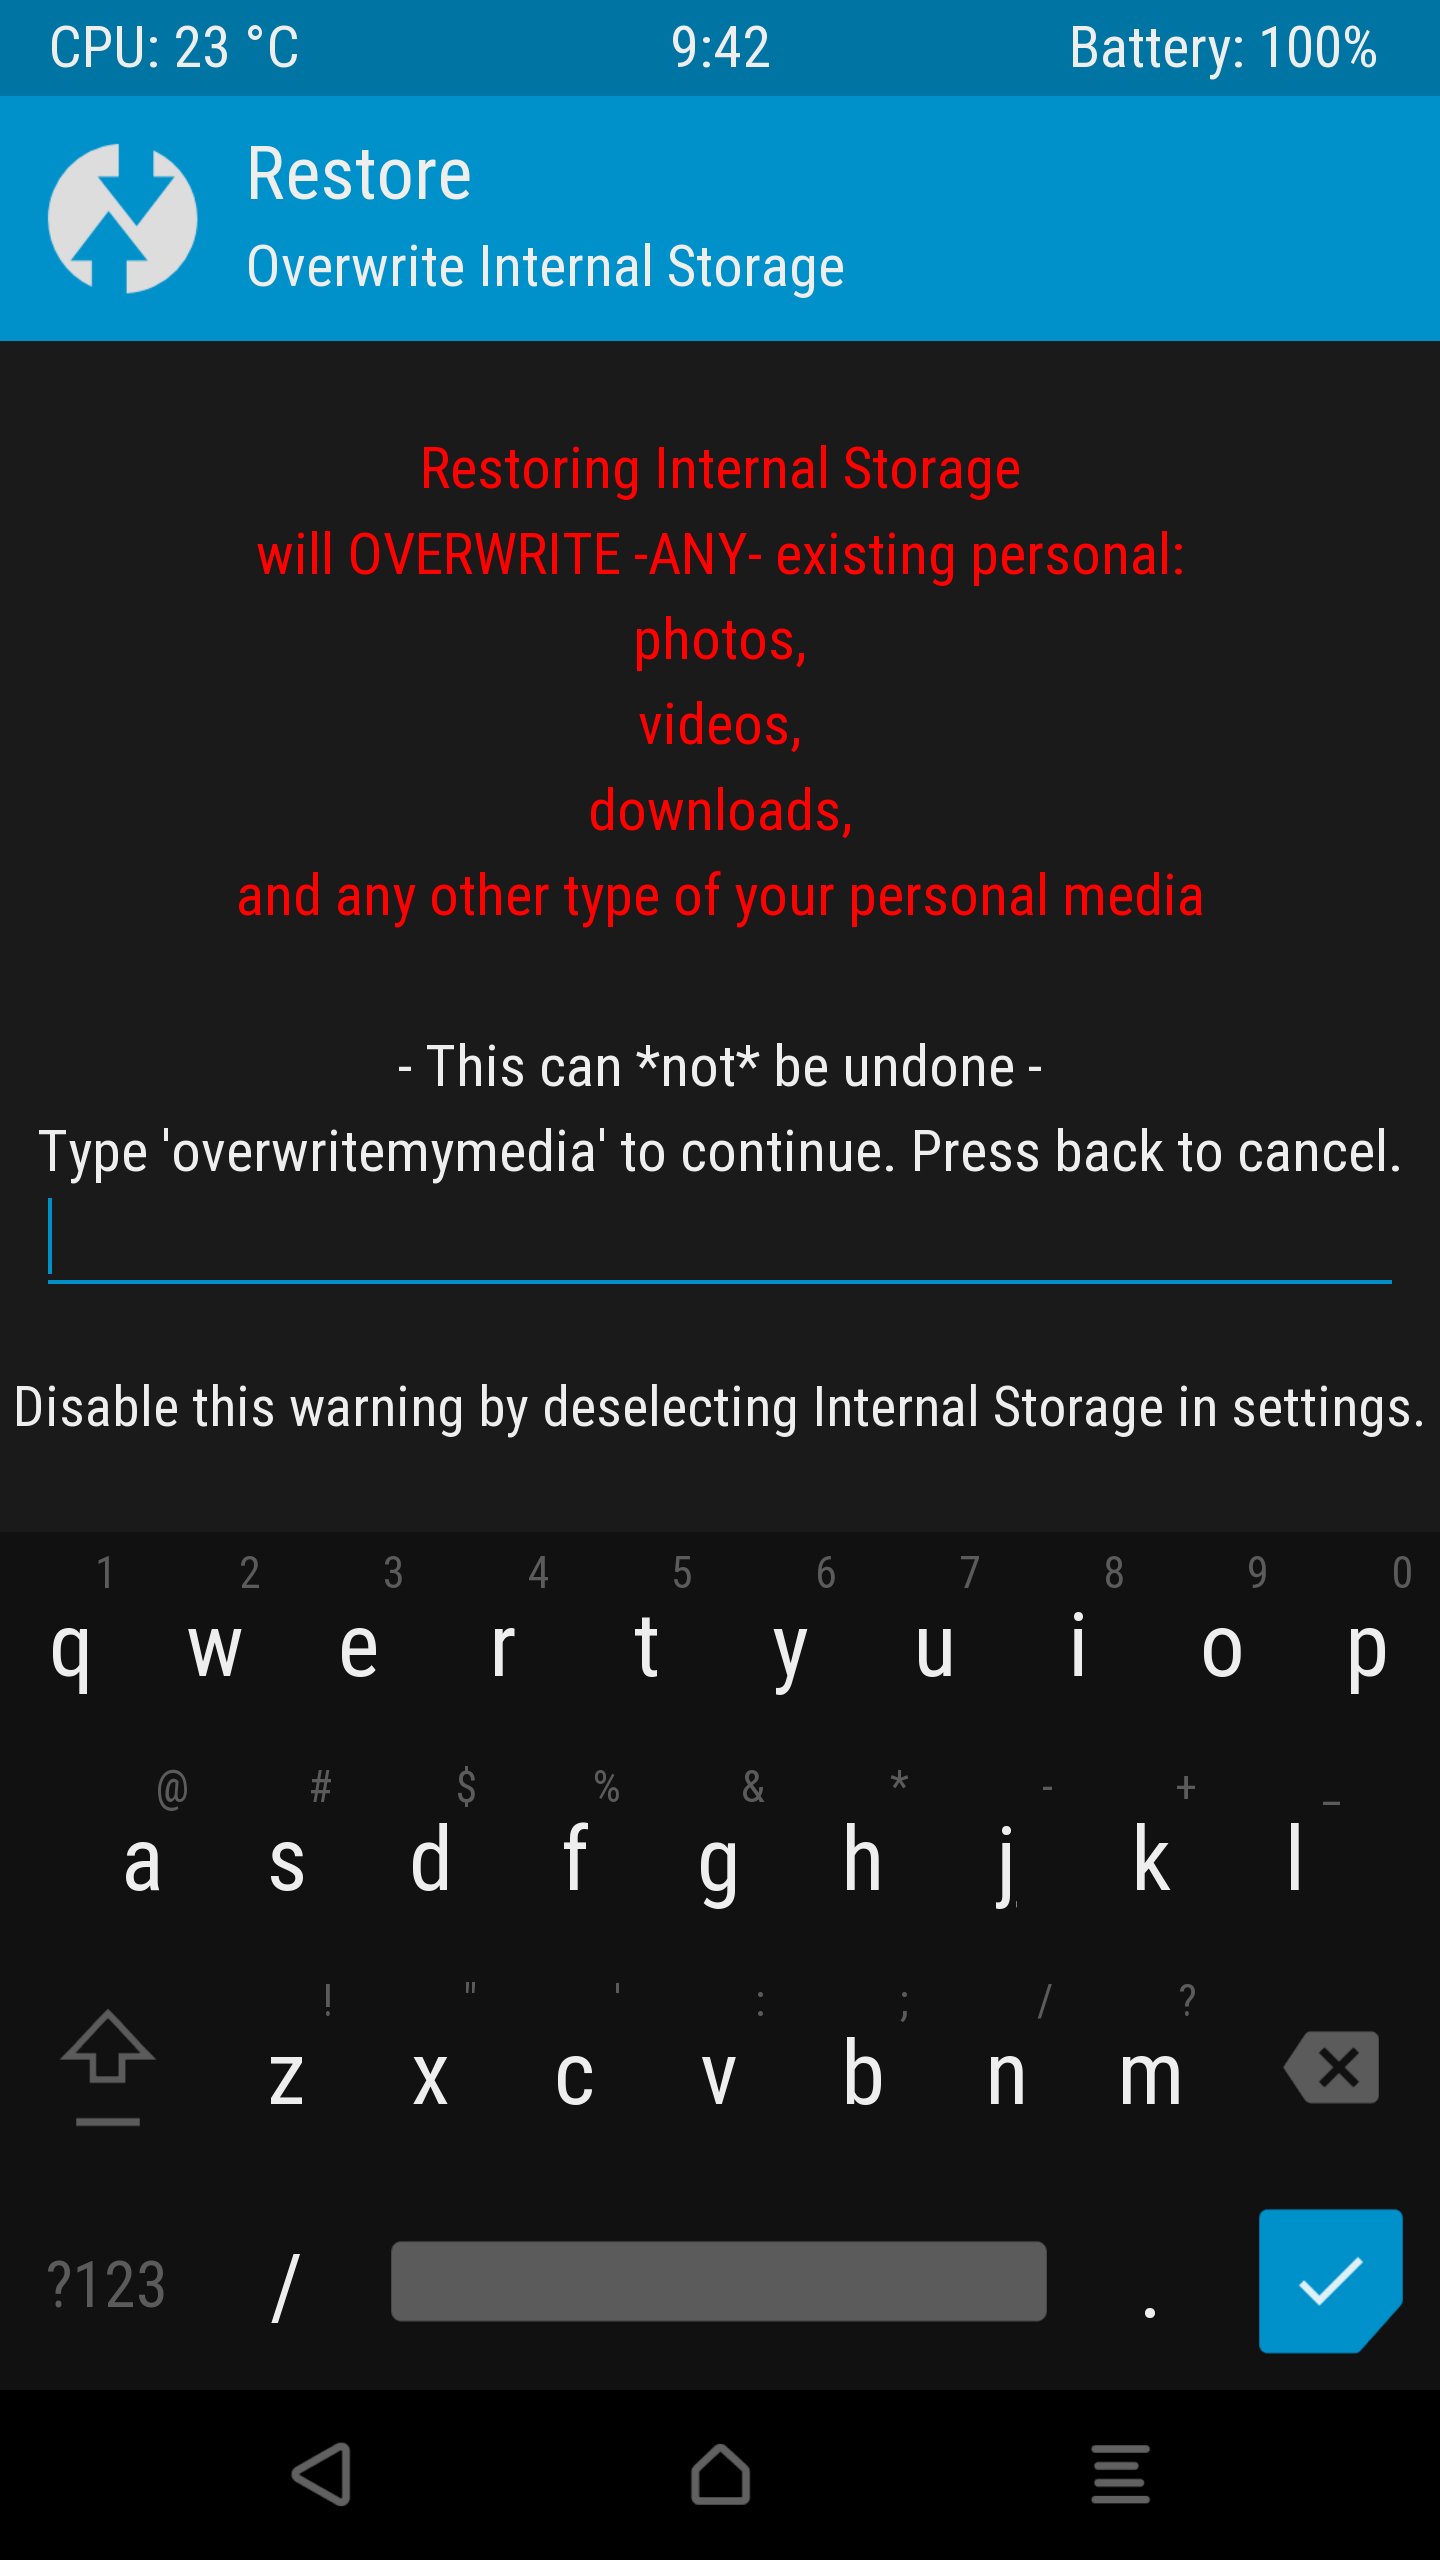 CPU: 23 °C 9:42 Battery: 100%
Restore
Overwrite Internal Storage
Restoring Internal Storage
will OVERWRITE -ANY- existing personal:
photos,
videos,
downloads,
and any other type of your personal media
- This can *not* be undone -
Type 'overwritemymedia' to continue. Press back to cancel.
Disable this warning by deselecting Internal Storage in settings.
1 2 3 4 5 6 7 8 9 0
q w e r t y u i o p
@ # $ % & * - + _
a s d f g h j k l
! " ' : ; / ?
z x c v b n m
?123 / .